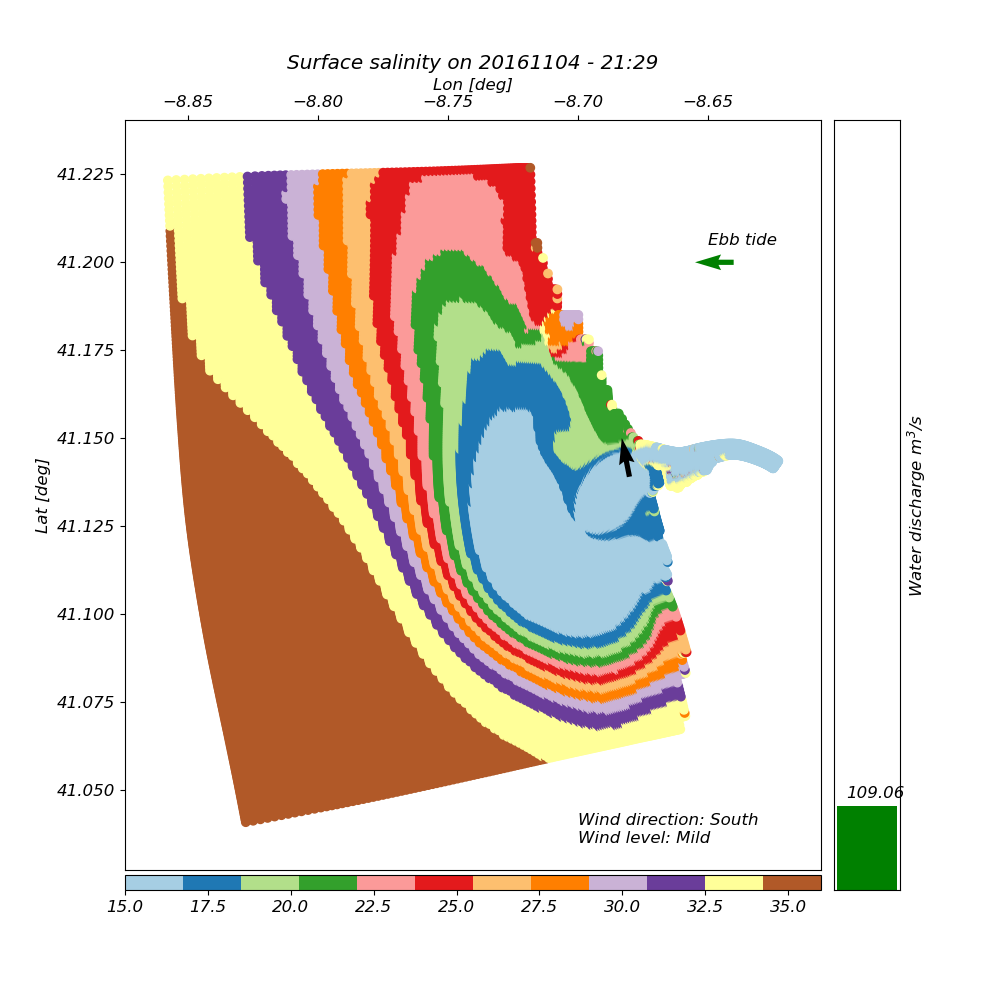 Surface salinity on 20161104 - 21:29
Lon [deg]
−8.85 −8.80 −8.75 −8.70 −8.65
41.225
Ebb tide
41.200
41.175
41.150
Lat [deg]
41.125
41.100
41.075
41.050
Water discharge m³/s
109.06
Wind direction: South
Wind level: Mild
15.0 17.5 20.0 22.5 25.0 27.5 30.0 32.5 35.0